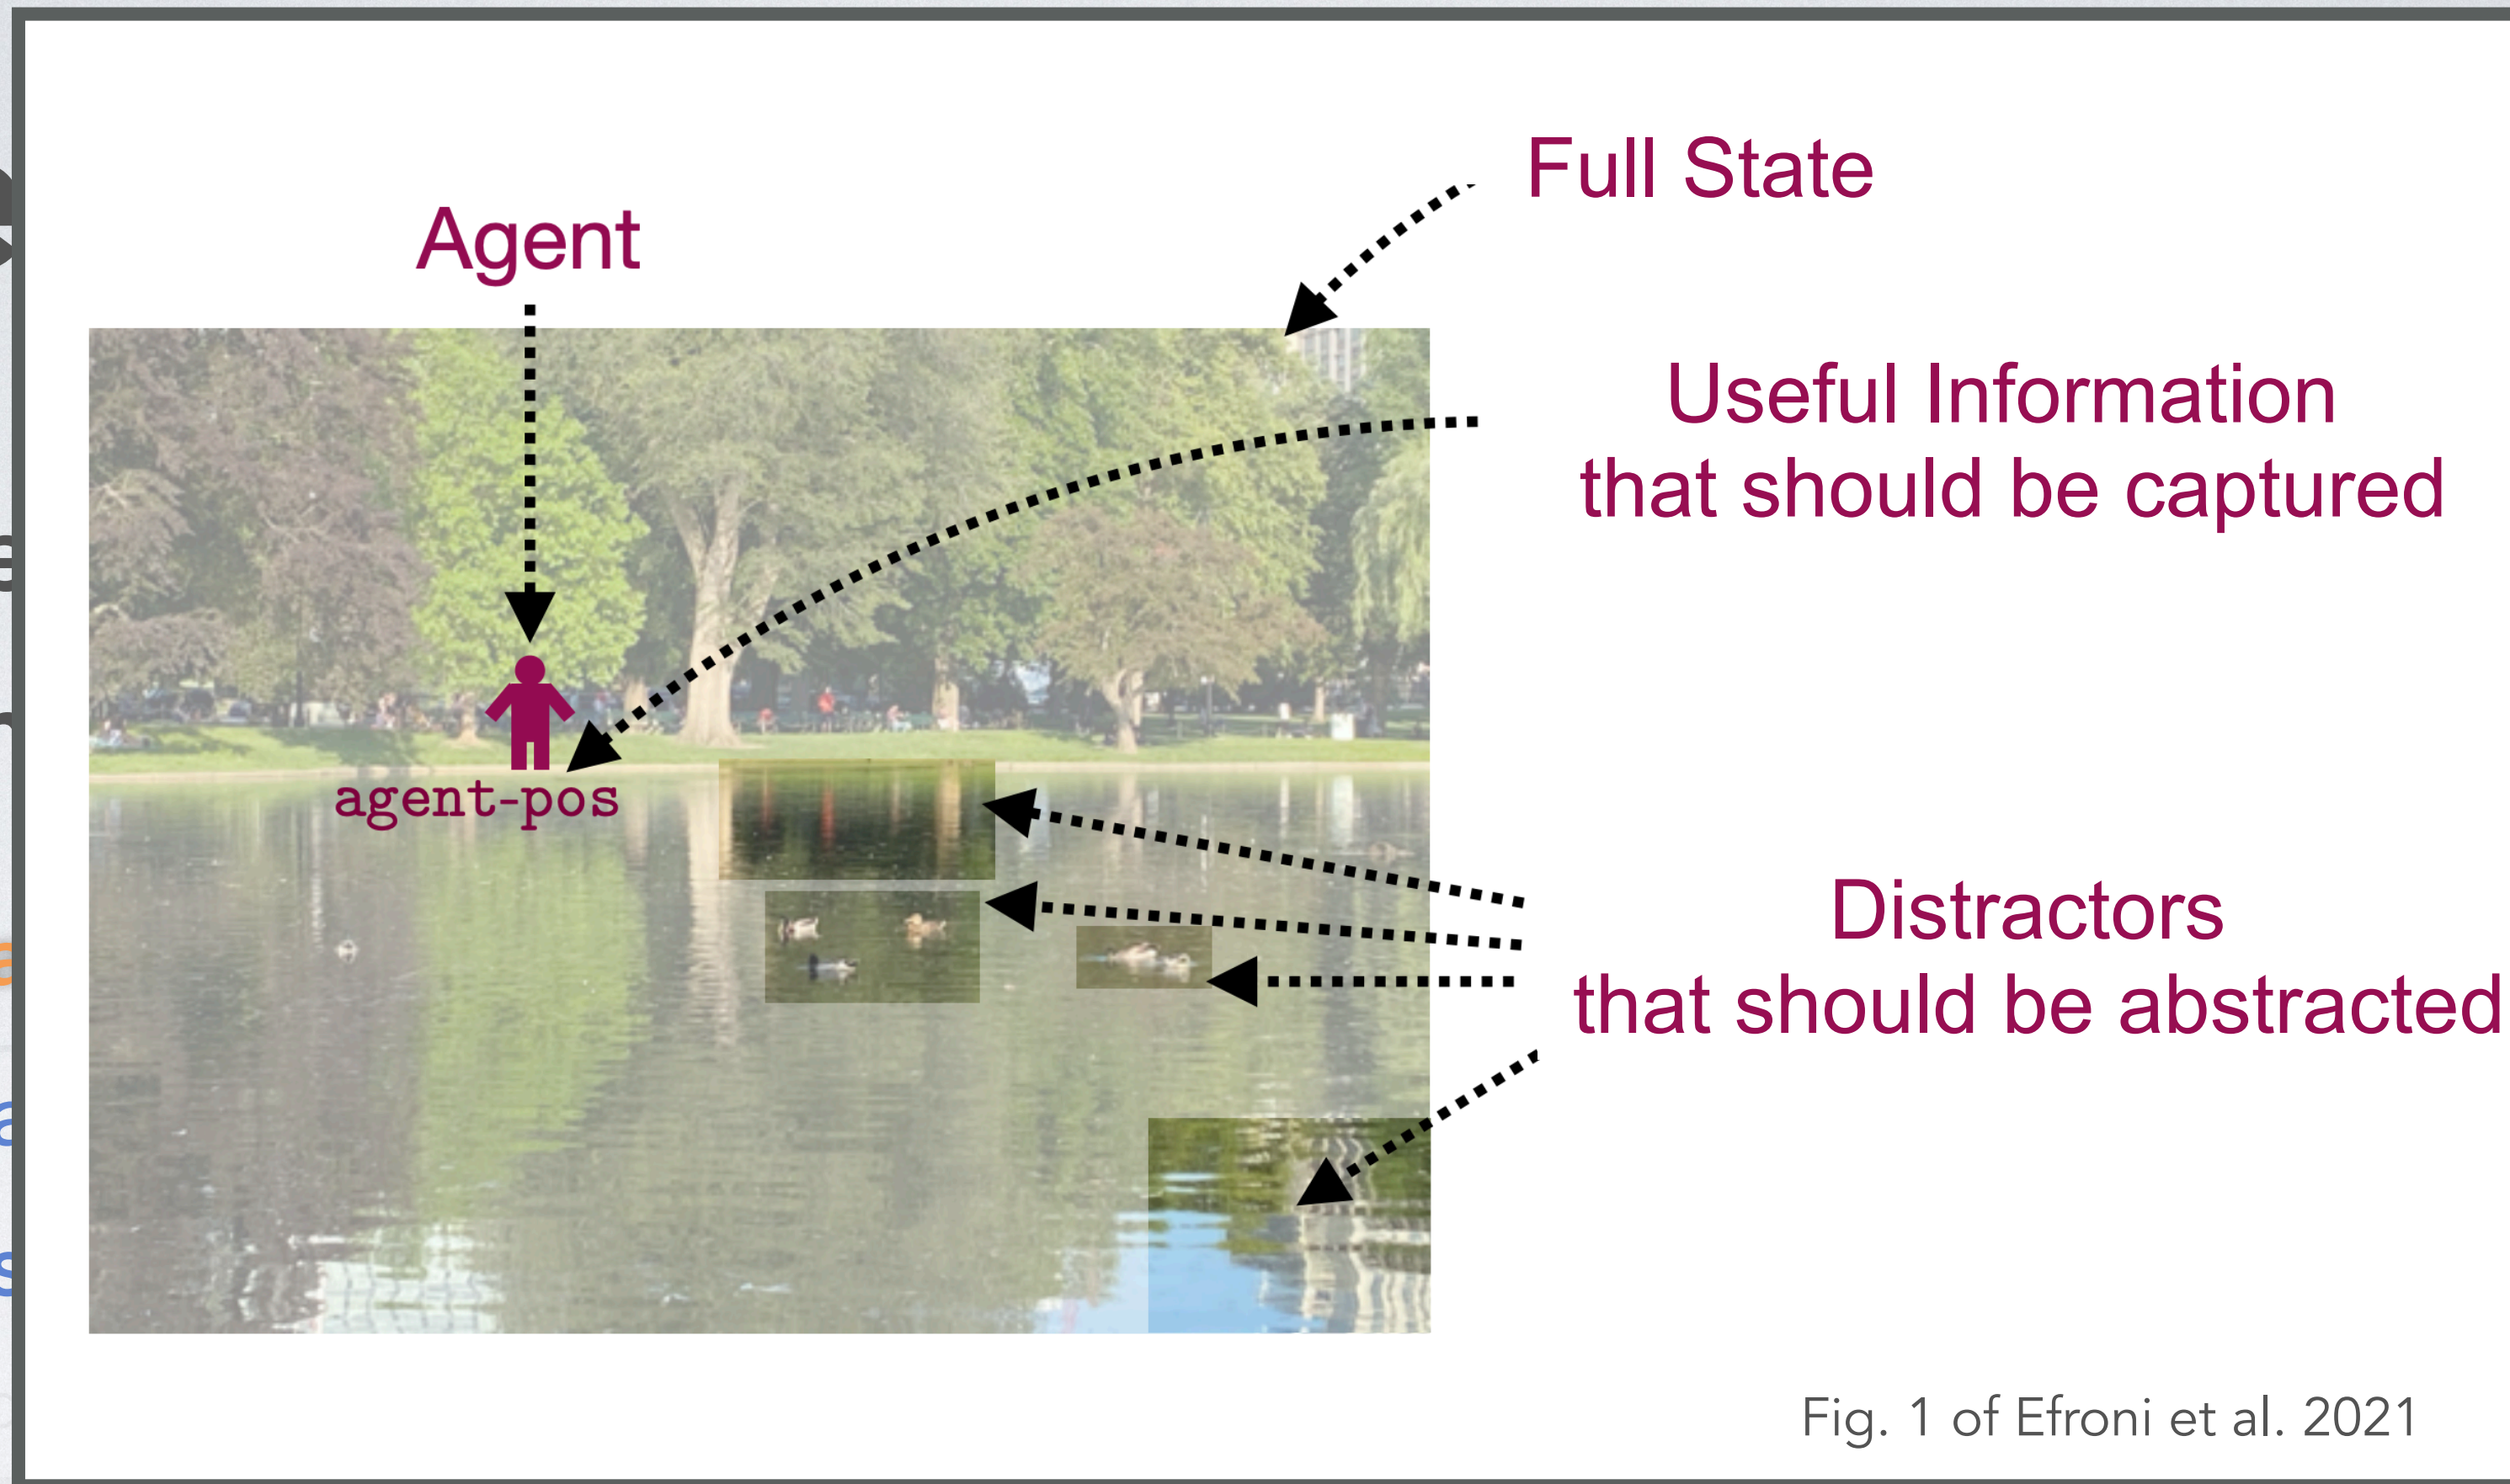 Agent
Full State
Useful Information
that should be captured
agent-pos
Distractors
that should be abstracted
Fig. 1 of Efroni et al. 2021